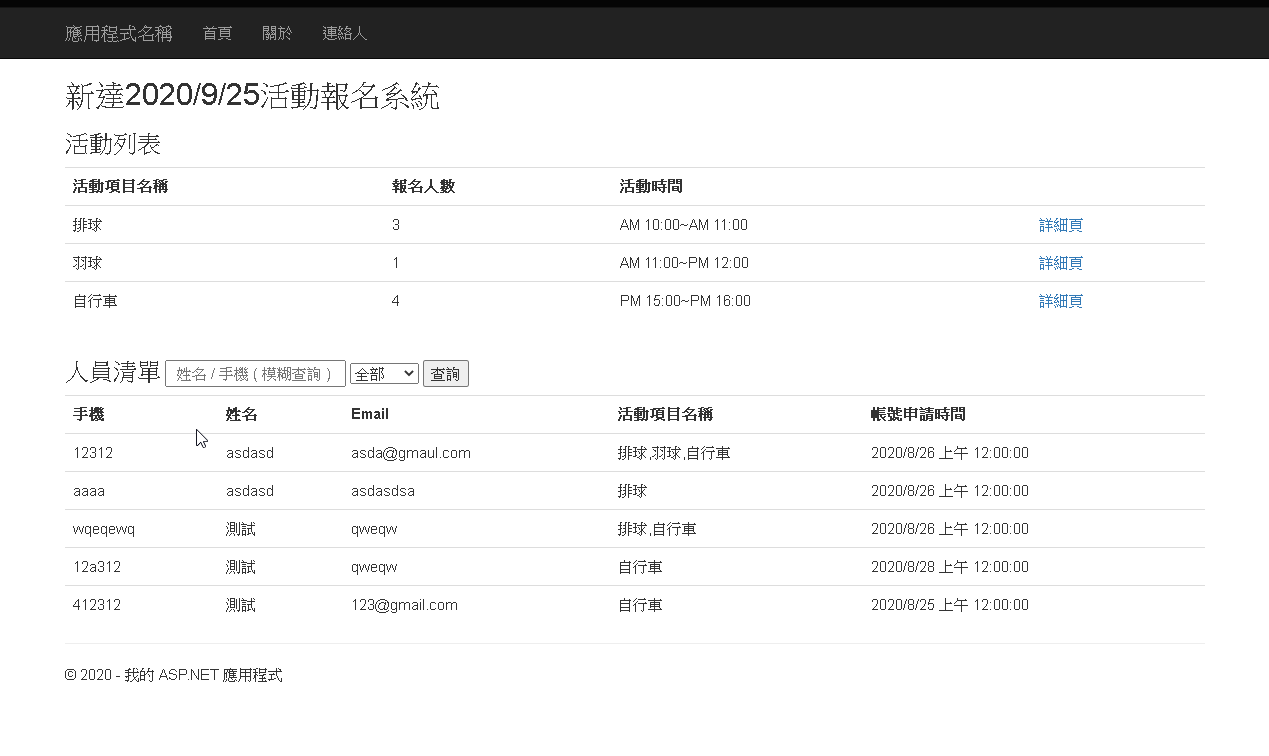 應用程式名稱 首頁 關於 連絡人
新達2020/9/25活動報名系統
活動列表
活動項目名稱 報名人數 活動時間
排球 3 AM 10:00~AM 11:00 詳細頁
羽球 1 AM 11:00~PM 12:00 詳細頁
自行車 4 PM 15:00~PM 16:00 詳細頁
人員清單 姓名 / 手機 ( 模糊查詢 ) 全部 查詢
手機 姓名 Email 活動項目名稱 帳號申請時間
12312 asdasd asda@gmaul.com 排球,羽球,自行車 2020/8/26 上午 12:00:00
aaaa asdasd asdasdsa 排球 2020/8/26 上午 12:00:00
wqeqewq 測試 qweqw 排球,自行車 2020/8/26 上午 12:00:00
12a312 測試 qweqw 自行車 2020/8/28 上午 12:00:00
412312 測試 123@gmail.com 自行車 2020/8/25 上午 12:00:00
© 2020 - 我的 ASP.NET 應用程式